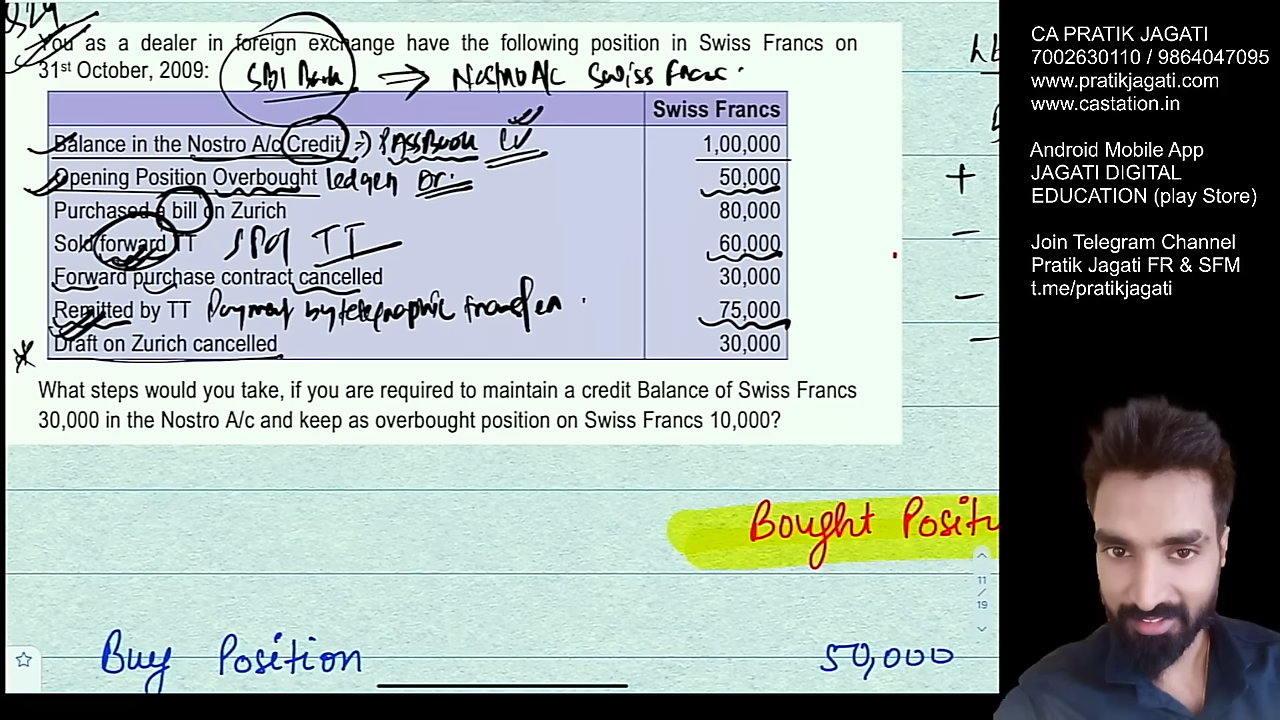 You as a dealer in foreign exchange have the following position in Swiss Francs on
31st October, 2009: SBI Bank ⇒ Nostro A/C Swiss Francs.
Swiss Francs
Balance in the Nostro A/c Credit ⇒ PASSBook 1,00,000
Opening Position Overbought ledger Dr. 50,000 +
Purchased a bill on Zurich 80,000
Sold forward TT Spot TT 60,000 -
Forward purchase contract cancelled 30,000
Remitted by TT Payment by telegraphic transfer. 75,000 -
Draft on Zurich cancelled 30,000
What steps would you take, if you are required to maintain a credit Balance of Swiss Francs
30,000 in the Nostro A/c and keep as overbought position on Swiss Francs 10,000?
Bought Positi
11
/
19
Buy Position 50,000
CA PRATIK JAGATI
7002630110 / 9864047095
www.pratikjagati.com
www.castation.in
Android Mobile App
JAGATI DIGITAL
EDUCATION (play Store)
Join Telegram Channel
Pratik Jagati FR & SFM
t.me/pratikjagati